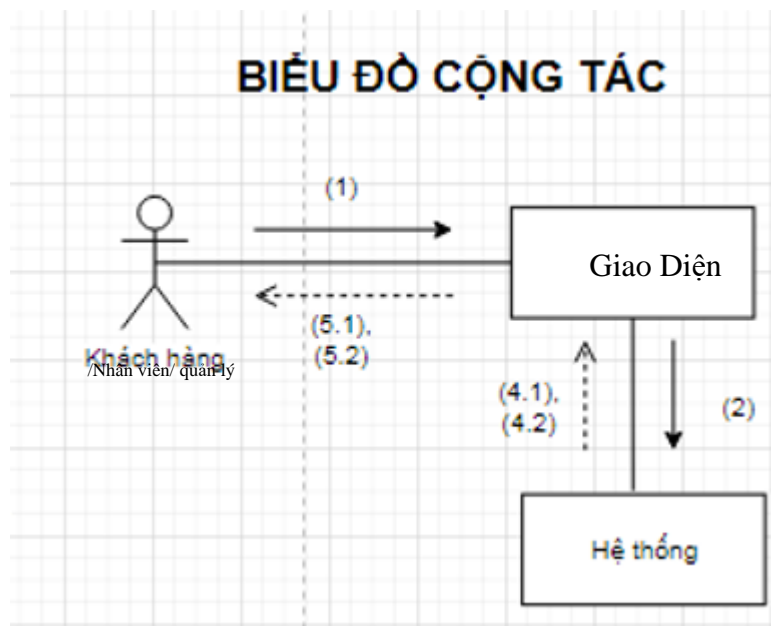 BIỂU ĐỒ CỘNG TÁC
(1)
Giao Diện
(5.1),
(5.2)
Khách hàng
/Nhân viên/ quản lý
(4.1),
(4.2)
(2)
Hệ thống